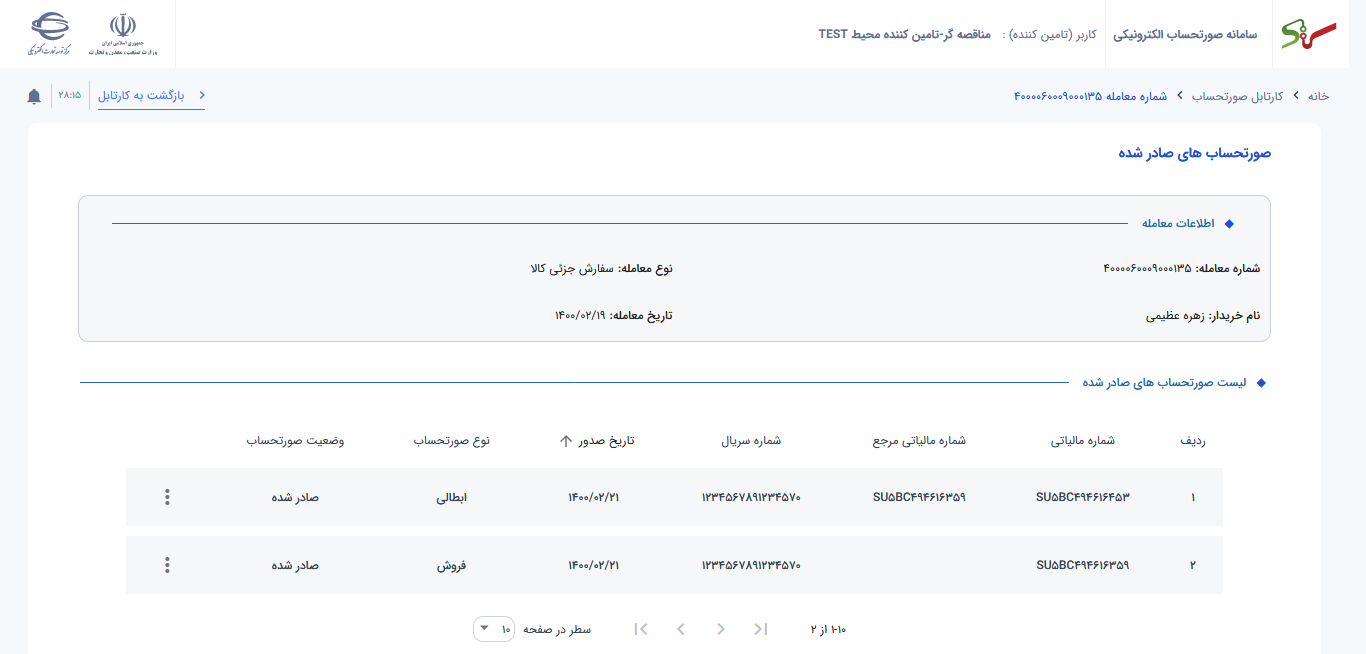 سامانه صورتحساب الکترونیکی
کاربر (تامین کننده) : مناقصه گر-تامین کننده محیط TEST
جمهوری اسلامی ایران
وزارت صنعت، معدن و تجارت
مرکز توسعه تجارت الکترونیکی
خانه
کارتابل صورتحساب
شماره معامله ۴۰۰۰۰۶۰۰۰۹۰۰۰۱۳۵
بازگشت به کارتابل
۲۸:۱۵
صورتحساب های صادر شده
اطلاعات معامله
شماره معامله: ۴۰۰۰۰۶۰۰۰۹۰۰۰۱۳۵
نوع معامله: سفارش جزئی کالا
نام خریدار: زهره عظیمی
تاریخ معامله: ۱۴۰۰/۰۲/۱۹
لیست صورتحساب های صادر شده
ردیف شماره مالیاتی شماره مالیاتی مرجع شماره سریال تاریخ صدور نوع صورتحساب وضعیت صورتحساب
۱ SU۵BC۴۹۴۶۱۶۴۵۳ SU۵BC۴۹۴۶۱۶۳۵۹ ۱۲۳۴۵۶۷۸۹۱۲۳۴۵۷۰ ۱۴۰۰/۰۲/۲۱ ابطالی صادر شده
۲ SU۵BC۴۹۴۶۱۶۳۵۹ ۱۲۳۴۵۶۷۸۹۱۲۳۴۵۷۰ ۱۴۰۰/۰۲/۲۱ فروش صادر شده
۱-۱۰ از ۲
سطر در صفحه ۱۰